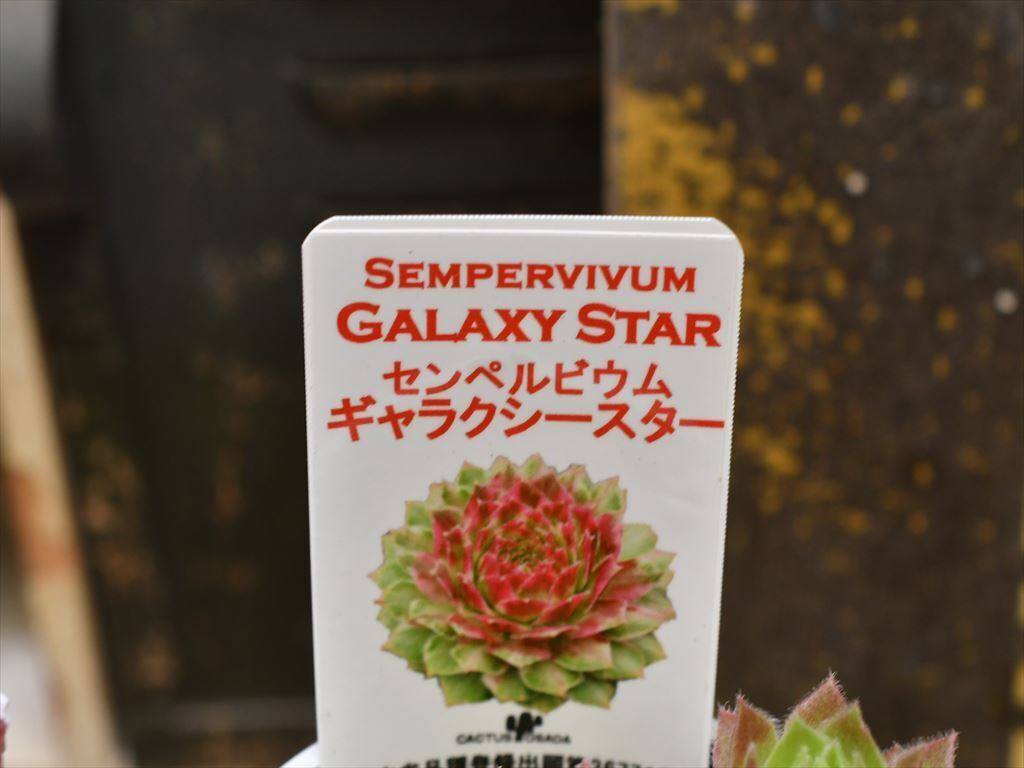 SEMPERVIVUM
GALAXY STAR
センペルビウム
ギャラクシースター
CACTUS OSADA